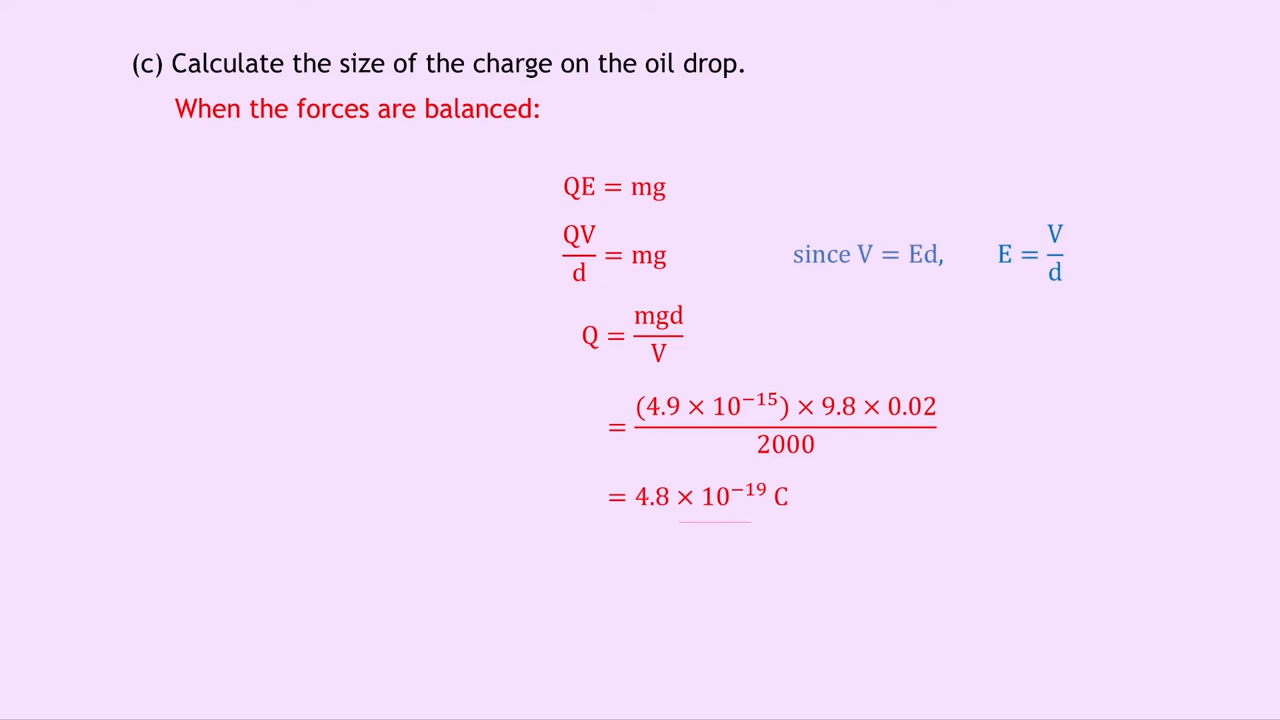 (c) Calculate the size of the charge on the oil drop.
When the forces are balanced:
QE = mg
QV/d = mg since V = Ed, E = V/d
Q = mgd/V
= (4.9 × 10⁻¹⁵) × 9.8 × 0.02/2000
= 4.8 × 10⁻¹⁹ C